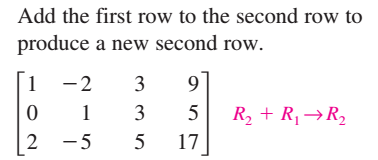 Add the first row to the second row to
produce a new second row.
1 −2 3 9
0 1 3 5 R₂ + R₁ → R₂
2 −5 5 17